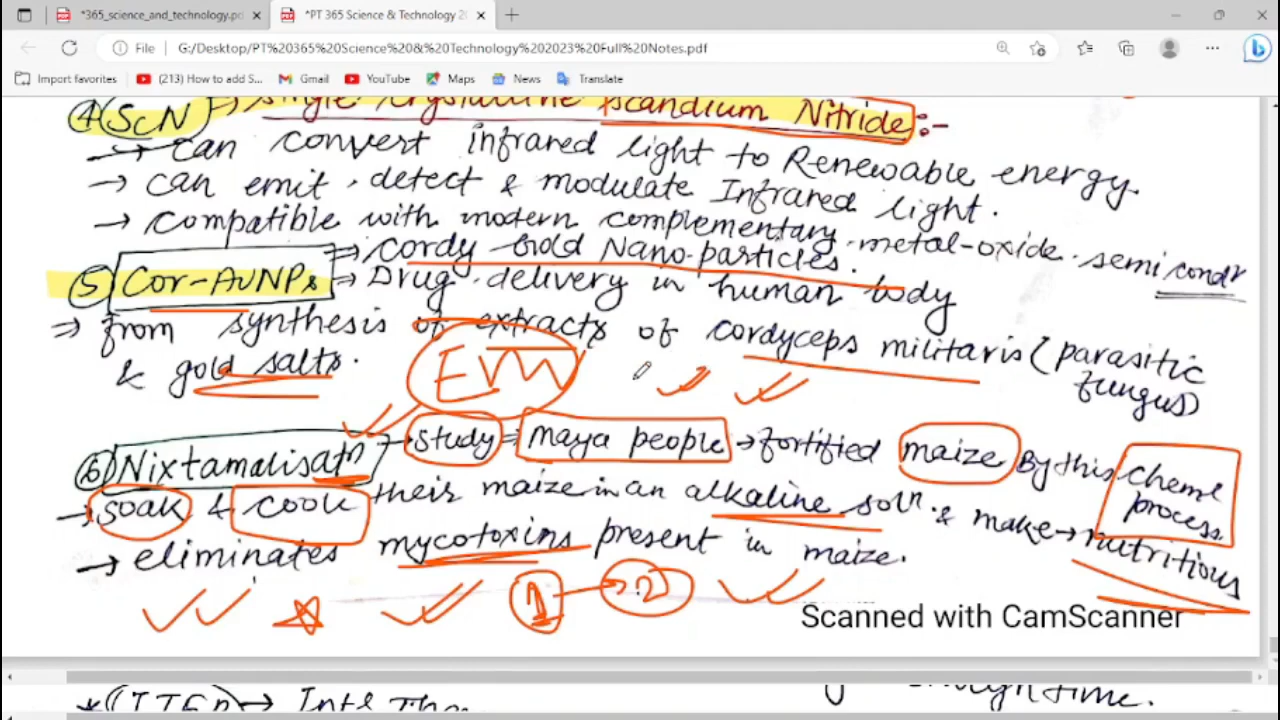 *365_science_and_technology.pd
*PT 365 Science & Technology 20
File
G:/Desktop/PT%20365%20Science%20&%20Technology%202023%20Full%20Notes.pdf
Import favorites
(213) How to add S...
Gmail
YouTube
Maps
News
Translate
④ ScN → Single Crystalline Scandium Nitride :-
→ can convert infrared light to Renewable energy.
→ can emit, detect & modulate Infrared light.
→ compatible with modern complementary metal-oxide semicondr
⑤ Cor-AuNPs ⇒ Cordy Gold Nano-particles.
⇒ Drug delivery in human body
⇒ from synthesis of extracts of cordyceps militaris (parasitic fungus)
& gold salts.
EVM
⑥ Nixtamalisatn → study = maya people → fortified maize By this cheml process.
→ soak & cook their maize in an alkaline soln. & make → nutritious
→ eliminates mycotoxins present in maize.
1 → 2
Scanned with CamScanner